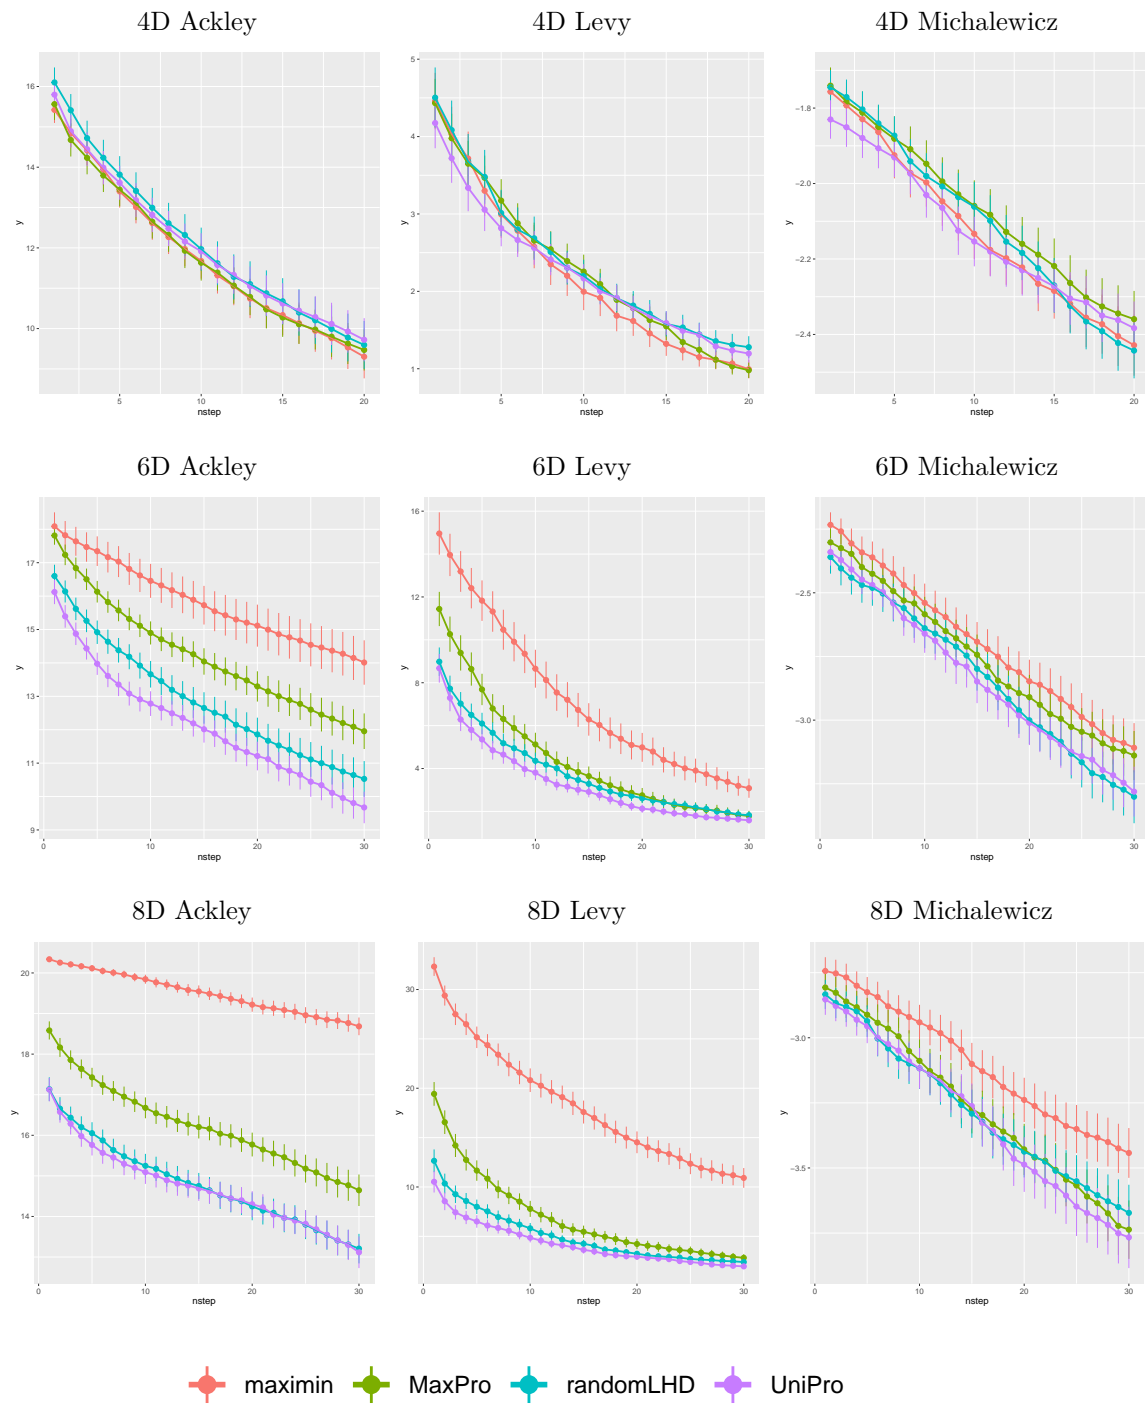 4D Ackley 4D Levy 4D Michalewicz
16
14
12
10
y
5 10 15 20
nstep
5
4
3
2
1
y
5 10 15 20
nstep
−1.8
−2.0
−2.2
−2.4
y
5 10 15 20
nstep
6D Ackley 6D Levy 6D Michalewicz
17
15
13
11
9
y
0 10 20 30
nstep
16
12
8
4
y
0 10 20 30
nstep
−2.5
−3.0
y
0 10 20 30
nstep
8D Ackley 8D Levy 8D Michalewicz
20
18
16
14
y
0 10 20 30
nstep
30
20
10
y
0 10 20 30
nstep
−3.0
−3.5
y
0 10 20 30
nstep
maximin MaxPro randomLHD UniPro